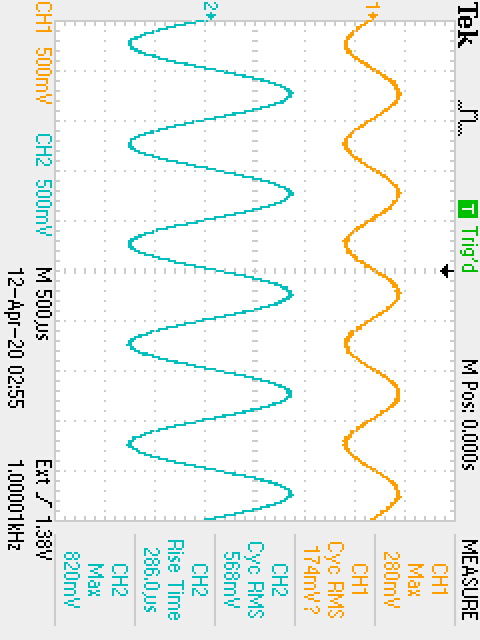 Tek T Trig'd M Pos: 0.000s MEASURE
CH1
Max
280mV
1
CH1
Cyc RMS
174mV?
CH2
Cyc RMS
568mV
2
CH2
Rise Time
286.0µs
CH2
Max
820mV
CH1 500mV CH2 500mV M 500µs Ext 1.38V
12-Apr-20 02:55 1.00001kHz